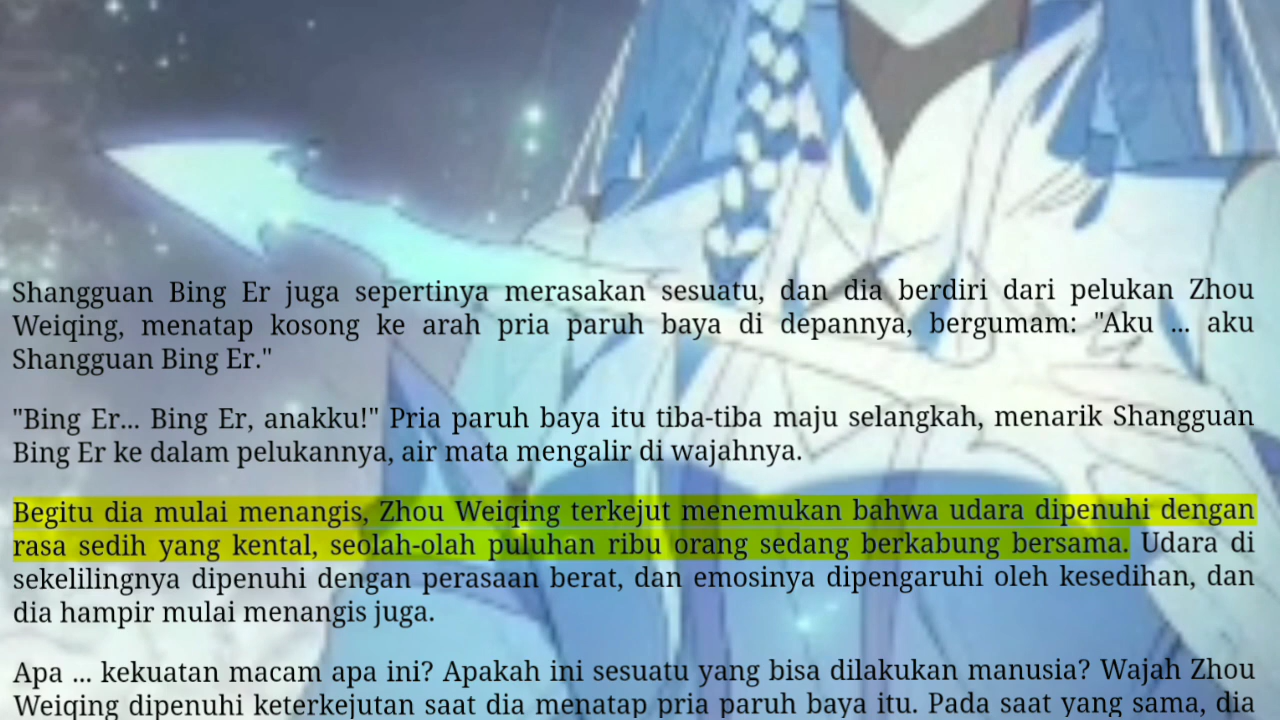 Shangguan Bing Er juga sepertinya merasakan sesuatu, dan dia berdiri dari pelukan Zhou
Weiqing, menatap kosong ke arah pria paruh baya di depannya, bergumam: "Aku ... aku
Shangguan Bing Er."
"Bing Er... Bing Er, anakku!" Pria paruh baya itu tiba-tiba maju selangkah, menarik Shangguan
Bing Er ke dalam pelukannya, air mata mengalir di wajahnya.
Begitu dia mulai menangis, Zhou Weiqing terkejut menemukan bahwa udara dipenuhi dengan
rasa sedih yang kental, seolah-olah puluhan ribu orang sedang berkabung bersama. Udara di
sekelilingnya dipenuhi dengan perasaan berat, dan emosinya dipengaruhi oleh kesedihan, dan
dia hampir mulai menangis juga.
Apa ... kekuatan macam apa ini? Apakah ini sesuatu yang bisa dilakukan manusia? Wajah Zhou
Weiqing dipenuhi keterkejutan saat dia menatap pria paruh baya itu. Pada saat yang sama, dia